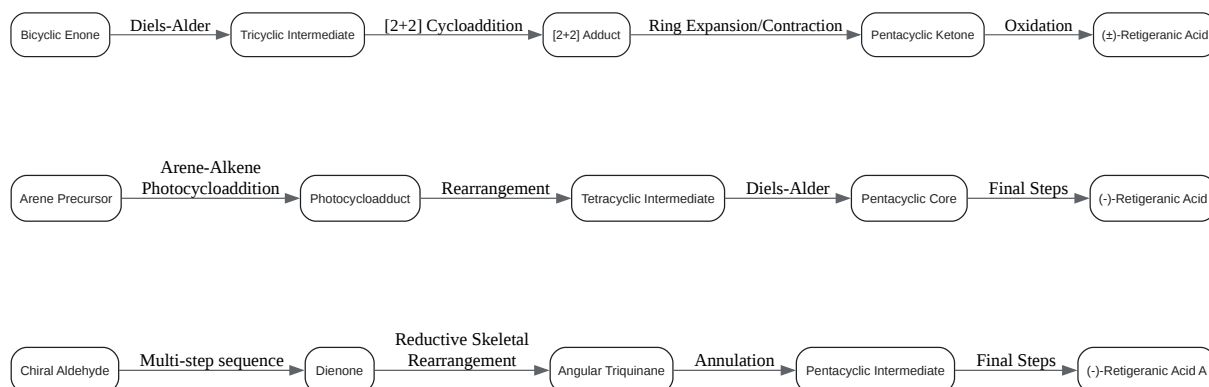 Bicyclic Enone Diels-Alder Tricyclic Intermediate [2+2] Cycloaddition [2+2] Adduct Ring Expansion/Contraction Pentacyclic Ketone Oxidation (±)-Retigeranic Acid
Arene-Alkene
Photocycloaddition
Arene Precursor Photocycloadduct Rearrangement Tetracyclic Intermediate Diels-Alder Pentacyclic Core Final Steps (-)-Retigeranic Acid
Reductive Skeletal
Rearrangement
Chiral Aldehyde Multi-step sequence Dienone Angular Triquinane Annulation Pentacyclic Intermediate Final Steps (-)-Retigeranic Acid A